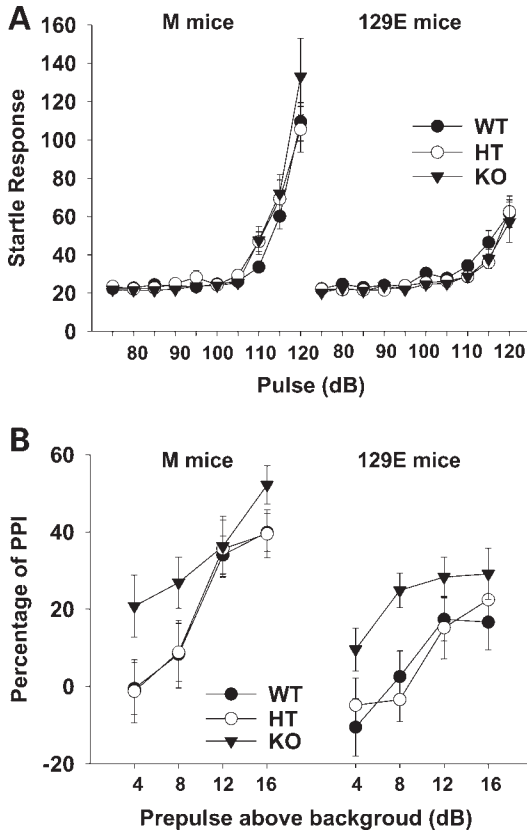 A
M mice
129E mice
160
140
120
100
80
60
40
20
0
Startle Response
WT
HT
KO
80 90 100 110 120 80 90 100 110 120
Pulse (dB)
B
M mice
129E mice
60
40
20
0
-20
Percentage of PPI
WT
HT
KO
4 8 12 16 4 8 12 16
Prepulse above backgroud (dB)